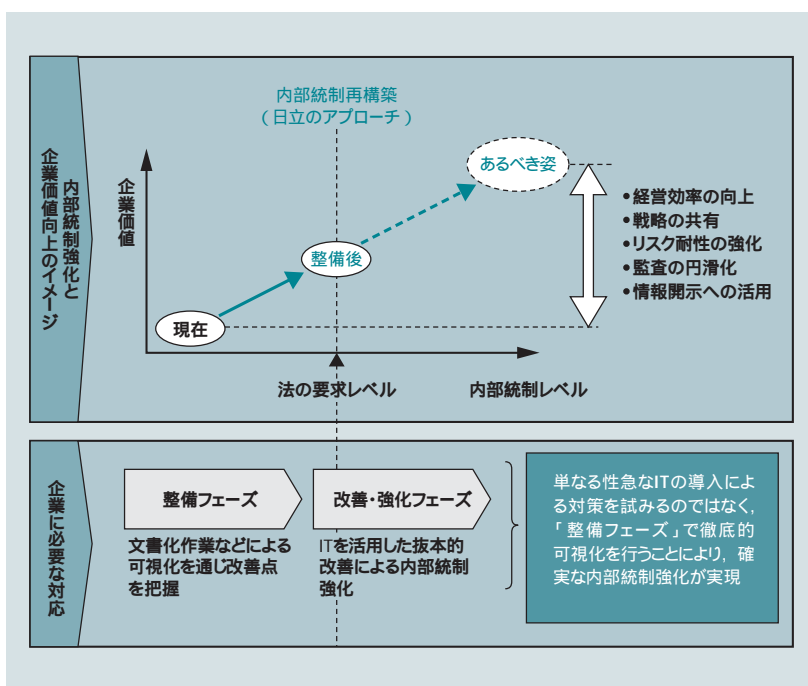 内部統制強化と
企業価値向上のイメージ
内部統制再構築
(日立のアプローチ)
企業価値
あるべき姿
整備後
現在
•経営効率の向上
•戦略の共有
•リスク耐性の強化
•監査の円滑化
•情報開示への活用
法の要求レベル
内部統制レベル
企業に必要な対応
整備フェーズ
文書化作業などによる
可視化を通じ改善点
を把握
改善・強化フェーズ
ITを活用した抜本的
改善による内部統制
強化
単なる性急なITの導入によ
る対策を試みるのではなく,
「整備フェーズ」で徹底的
可視化を行うことにより, 確
実な内部統制強化が実現